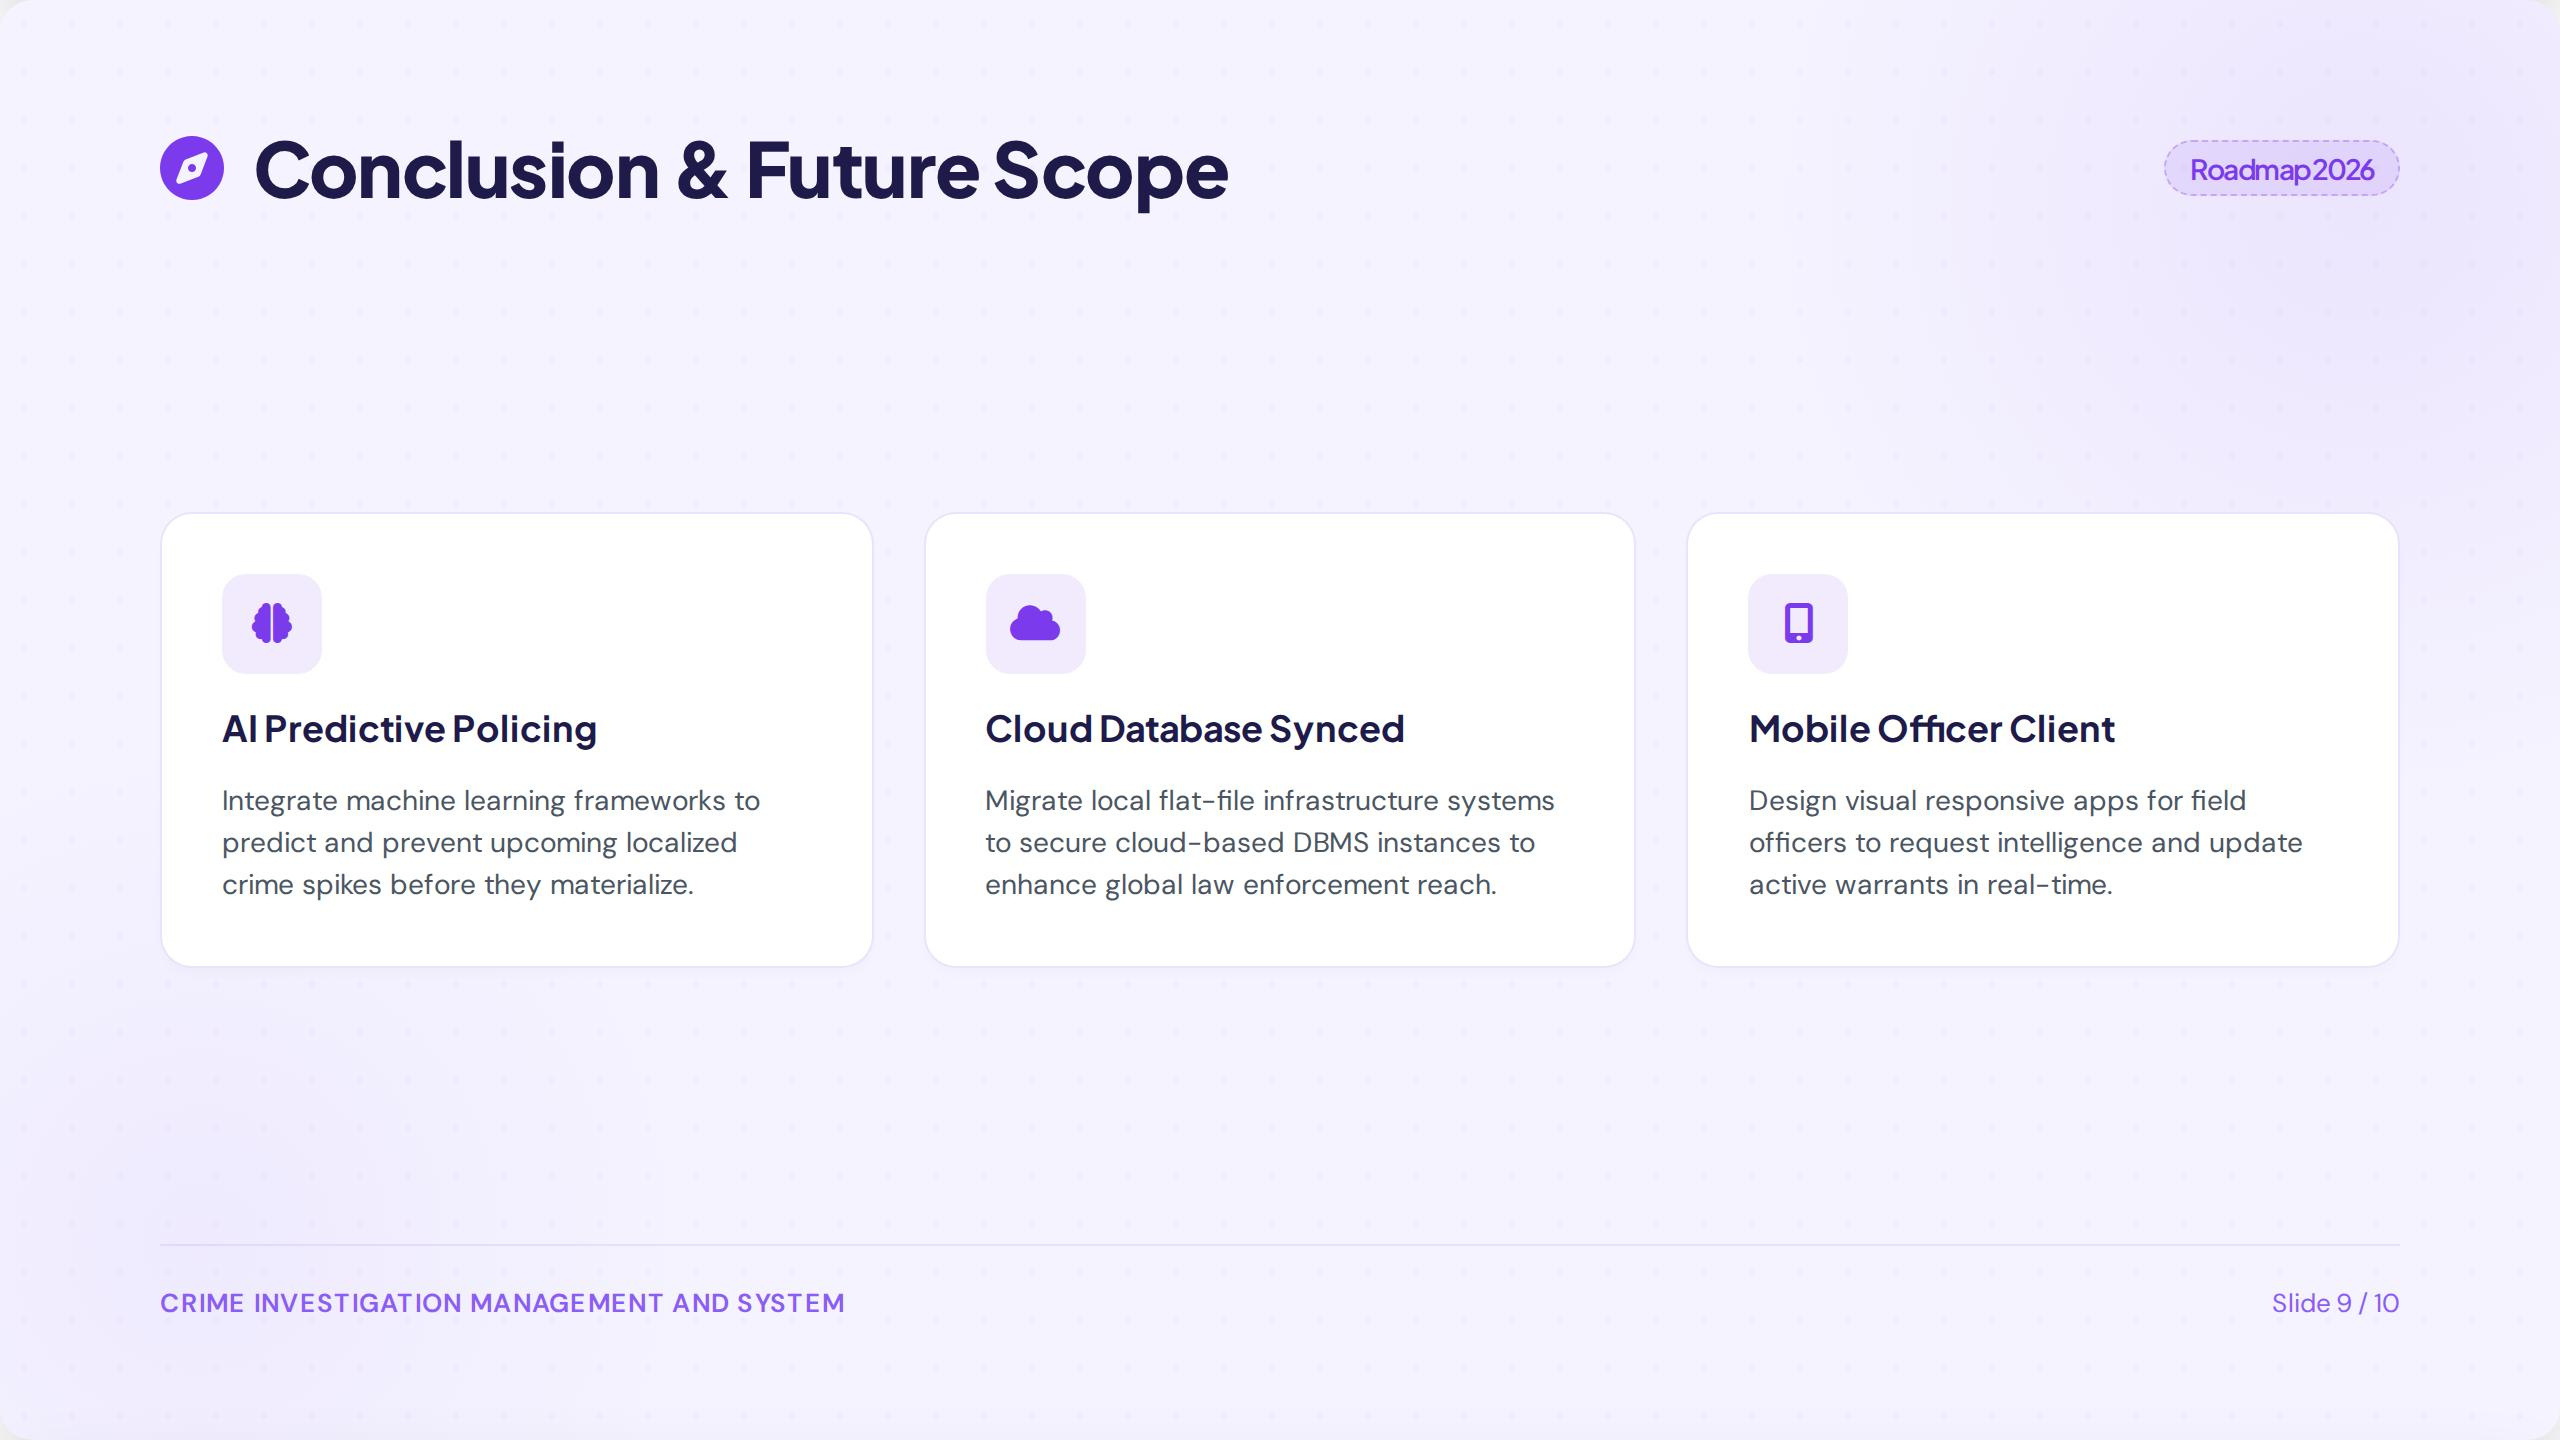 Conclusion & Future Scope
Roadmap 2026
AI Predictive Policing
Integrate machine learning frameworks to
predict and prevent upcoming localized
crime spikes before they materialize.
Cloud Database Synced
Migrate local flat-file infrastructure systems
to secure cloud-based DBMS instances to
enhance global law enforcement reach.
Mobile Officer Client
Design visual responsive apps for field
officers to request intelligence and update
active warrants in real-time.
CRIME INVESTIGATION MANAGEMENT AND SYSTEM
Slide 9 / 10